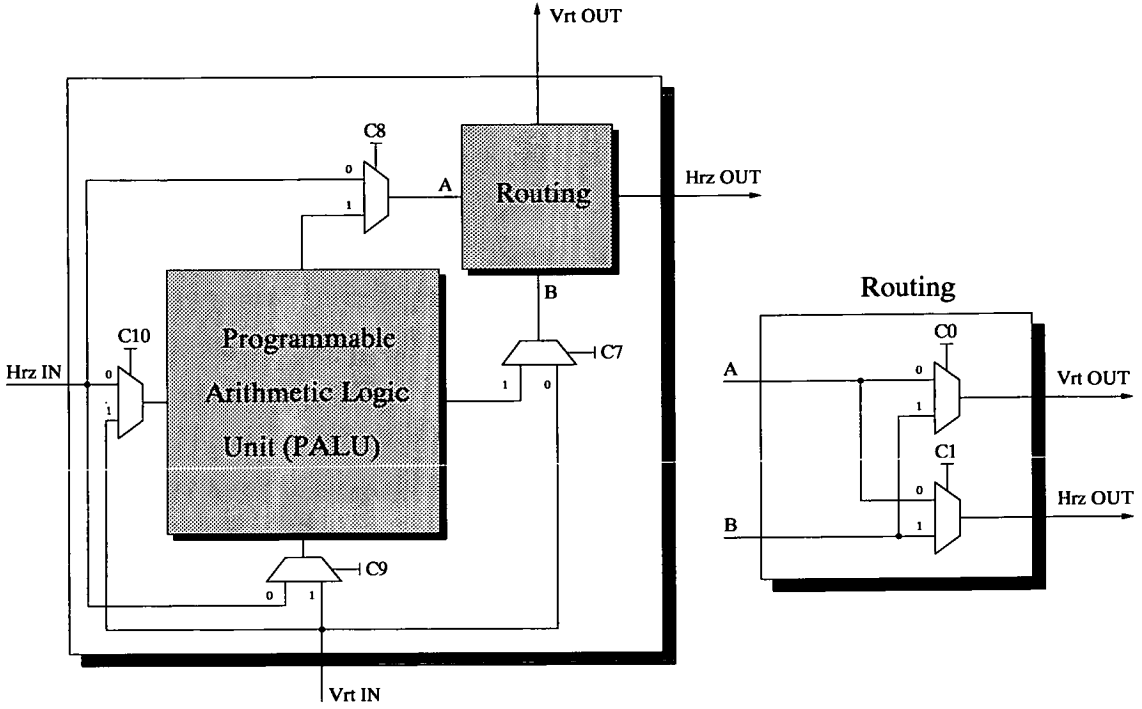 Vrt OUT
C8
0
A
Routing
Hrz OUT
1
B
Routing
C10
Programmable
C7
C0
Hrz IN
0
1
0
A
0
Vrt OUT
Arithmetic Logic
1
1
Unit (PALU)
C1
0
Hrz OUT
B
1
C9
0
1
Vrt IN